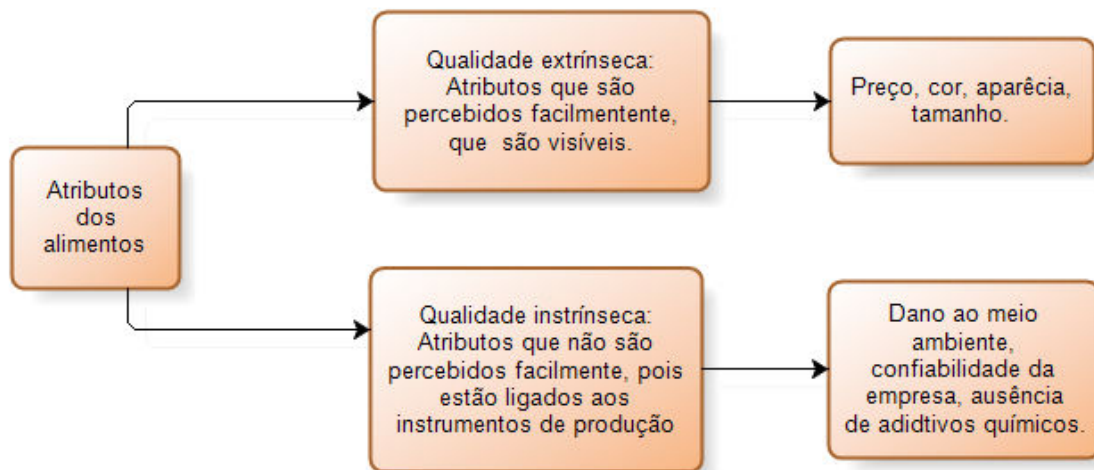 Atributos
dos
alimentos
Qualidade extrínseca:
Atributos que são
percebidos facilmentente,
que são visíveis.
Preço, cor, aparêcia,
tamanho.
Qualidade instrínseca:
Atributos que não são
percebidos facilmente, pois
estão ligados aos
instrumentos de produção
Dano ao meio
ambiente,
confiabilidade da
empresa, ausência
de adidtivos químicos.